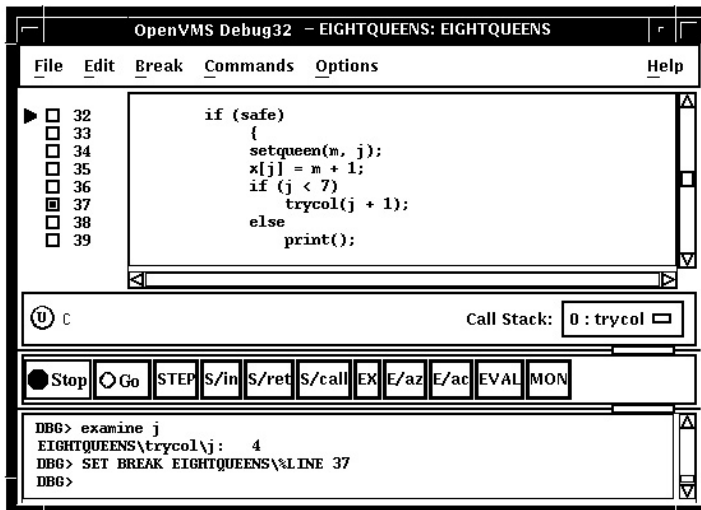 OpenVMS Debug32 – EIGHTQUEENS: EIGHTQUEENS
File Edit Break Commands Options Help
32 if (safe)
33 {
34 setqueen(m, j);
35 x[j] = m + 1;
36 if (j < 7)
37 trycol(j + 1);
38 else
39 print();
U C Call Stack: 0 : trycol
Stop Go STEP S/in S/ret S/call EX E/az E/ac EVAL MON
DBG> examine j
EIGHTQUEENS\trycol\j: 4
DBG> SET BREAK EIGHTQUEENS\%LINE 37
DBG>